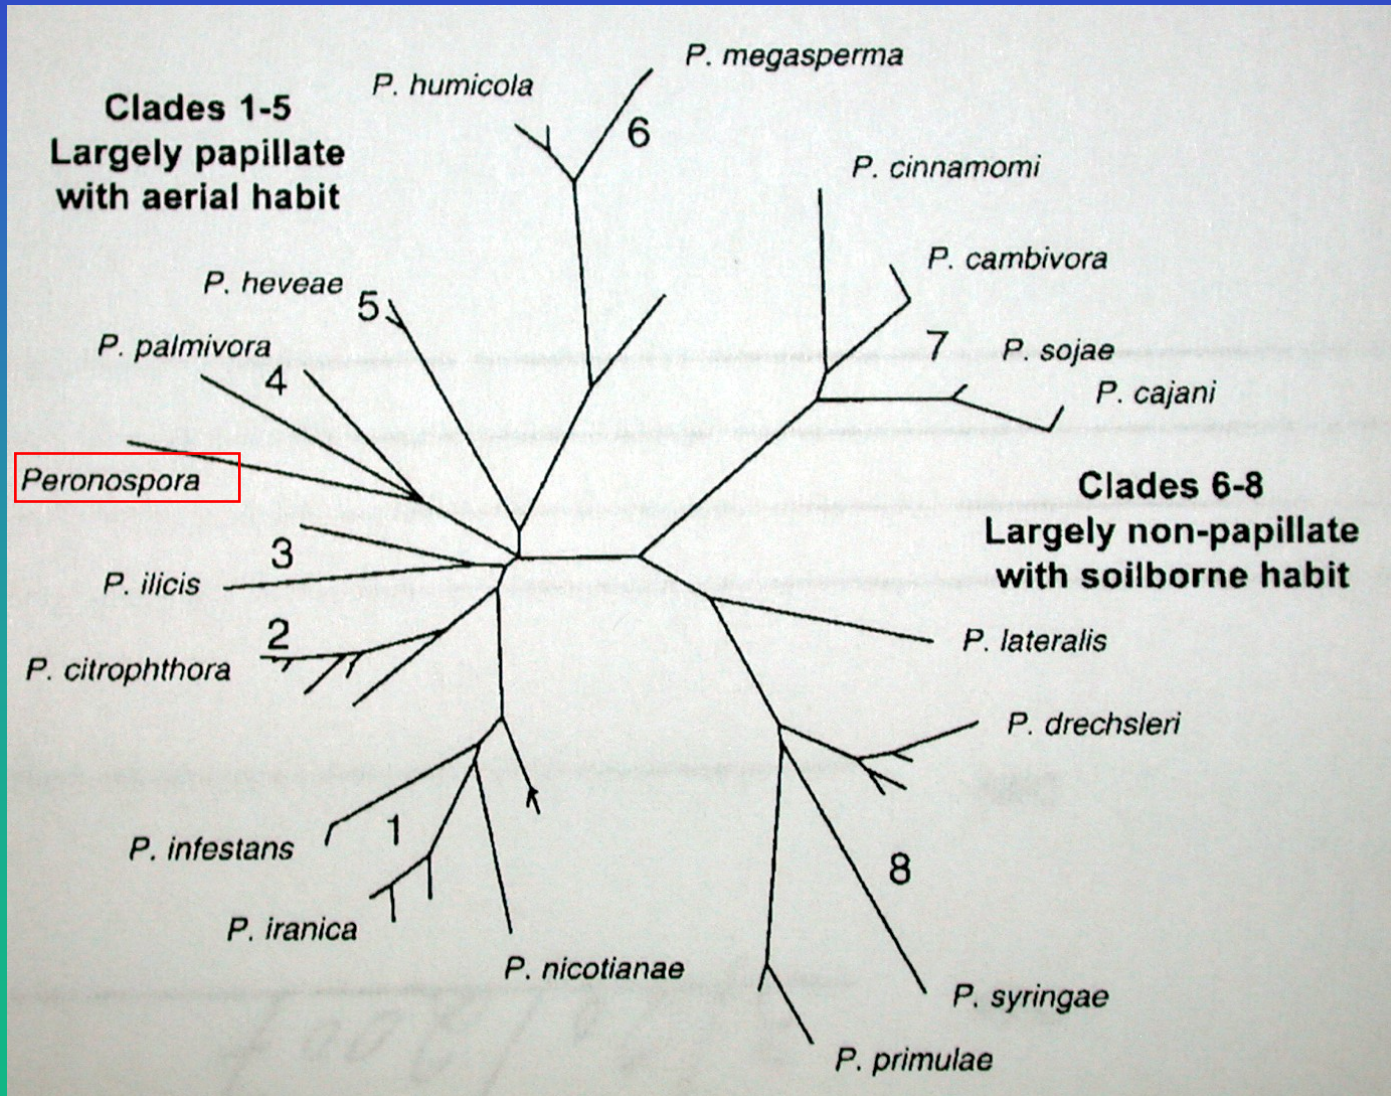 P. megasperma
P. humicola
Clades 1-5
Largely papillate
with aerial habit
6
P. cinnamomi
P. cambivora
P. heveae
5
P. palmivora
4
7
P. sojae
P. cajani
Peronospora
Clades 6-8
Largely non-papillate
with soilborne habit
3
P. ilicis
2
P. citrophthora
P. lateralis
P. drechsleri
1
P. infestans
8
P. iranica
P. nicotianae
P. syringae
P. primulae